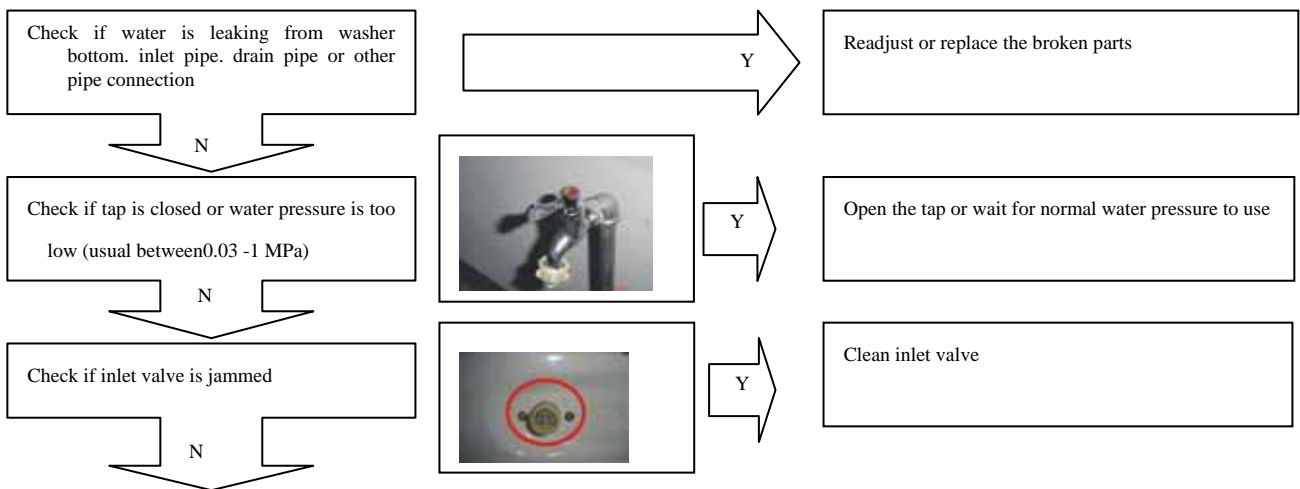 Check if water is leaking from washer
bottom. inlet pipe. drain pipe or other
pipe connection
Y
Readjust or replace the broken parts
N
Check if tap is closed or water pressure is too
low (usual between0.03 -1 MPa)
Y
Open the tap or wait for normal water pressure to use
N
Check if inlet valve is jammed
Y
Clean inlet valve
N